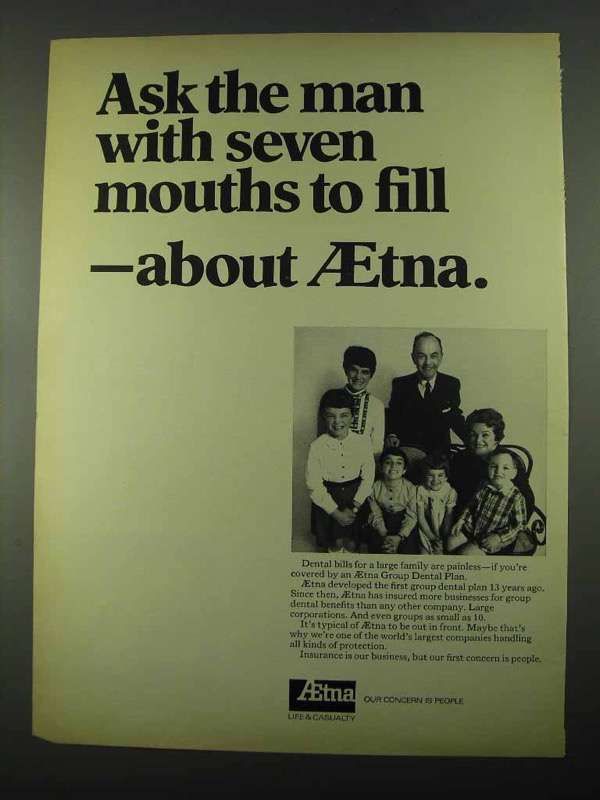 Ask the man
with seven
mouths to fill
—about Ætna.
Dental bills for a large family are painless—if you're
covered by an Ætna Group Dental Plan.
Ætna developed the first group dental plan 13 years ago.
Since then, Ætna has insured more businesses for group
dental benefits than any other company. Large
corporations. And even groups as small as 10.
It's typical of Ætna to be out in front. Maybe that's
why we're one of the world's largest companies handling
all kinds of protection.
Insurance is our business, but our first concern is people.
Ætna
OUR CONCERN IS PEOPLE
LIFE & CASUALTY